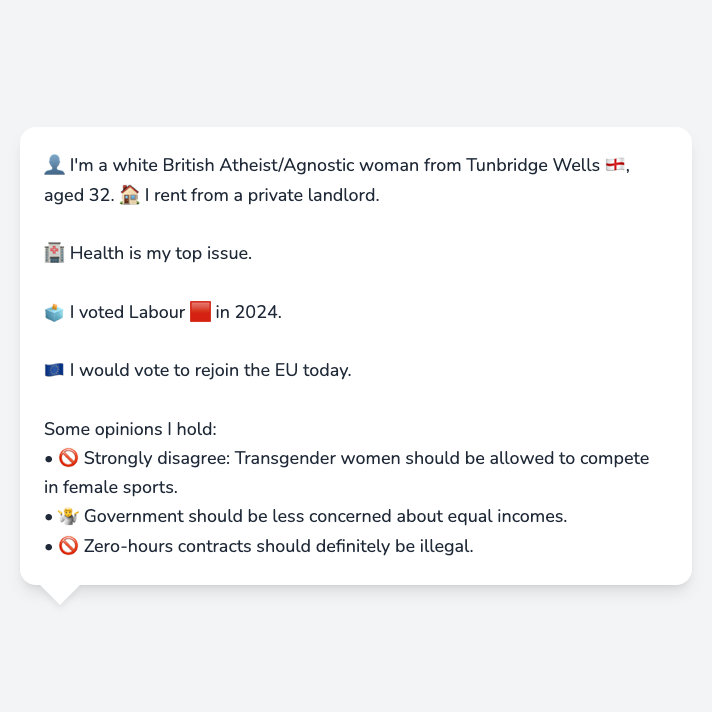 👤 I'm a white British Atheist/Agnostic woman from Tunbridge Wells 🏴󠁧󠁢󠁥󠁮󠁧󠁿,
aged 32. 🏠 I rent from a private landlord.
🏥 Health is my top issue.
🗳️ I voted Labour 🟥 in 2024.
🇪🇺 I would vote to rejoin the EU today.
Some opinions I hold:
• 🚫 Strongly disagree: Transgender women should be allowed to compete
in female sports.
• 🤷 Government should be less concerned about equal incomes.
• 🚫 Zero-hours contracts should definitely be illegal.